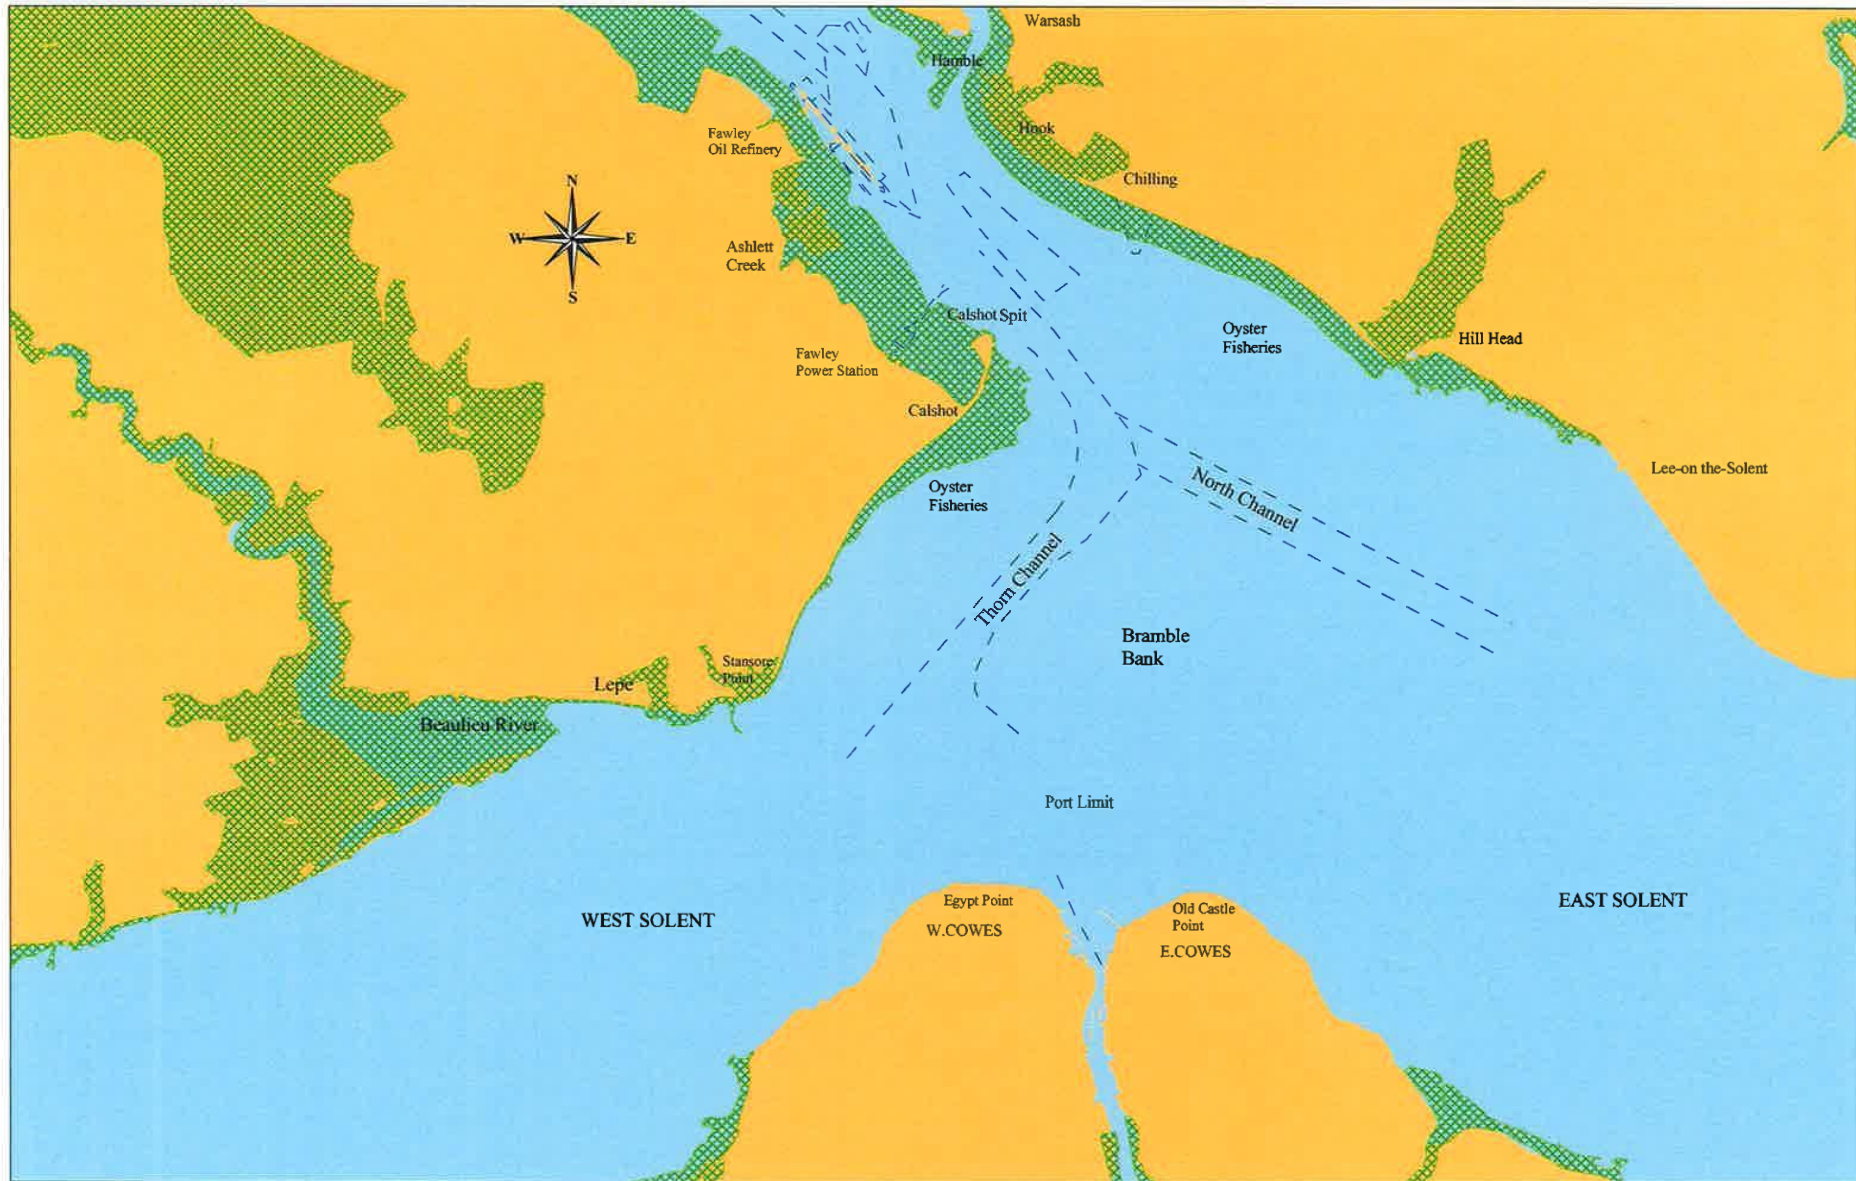 Warsash
Hamble
Hook
Fawley
Oil Refinery
Chilling
N
W
E
S
Ashlett
Creek
Calshot Spit
Oyster
Fisheries
Hill Head
Fawley
Power Station
Calshot
Lee-on the-Solent
Oyster
Fisheries
North Channel
Thorn Channel
Bramble
Bank
Stansore
Point
Lepe
Beaulieu River
Port Limit
Egypt Point
W.COWES
Old Castle
Point
E.COWES
WEST SOLENT
EAST SOLENT